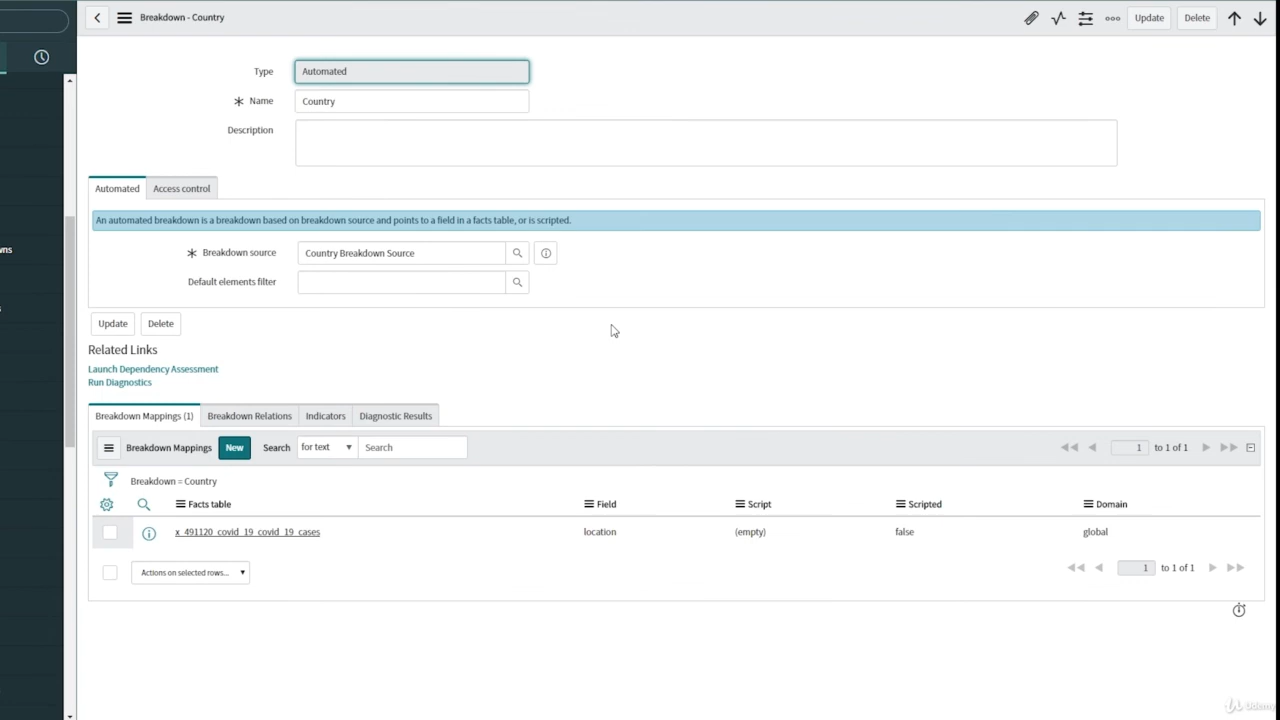 Breakdown - Country
Update
Delete
Type
Automated
* Name
Country
Description
Automated
Access control
An automated breakdown is a breakdown based on breakdown source and points to a field in a facts table, or is scripted.
* Breakdown source
Country Breakdown Source
Default elements filter
Update
Delete
Related Links
Launch Dependency Assessment
Run Diagnostics
Breakdown Mappings (1)
Breakdown Relations
Indicators
Diagnostic Results
Breakdown Mappings
New
Search
for text
Search
1 to 1 of 1
Breakdown = Country
Facts table
Field
Script
Scripted
Domain
x_491120_covid_19_covid_19_cases
location
(empty)
false
global
Actions on selected rows...
1 to 1 of 1
wns
s
Udemy